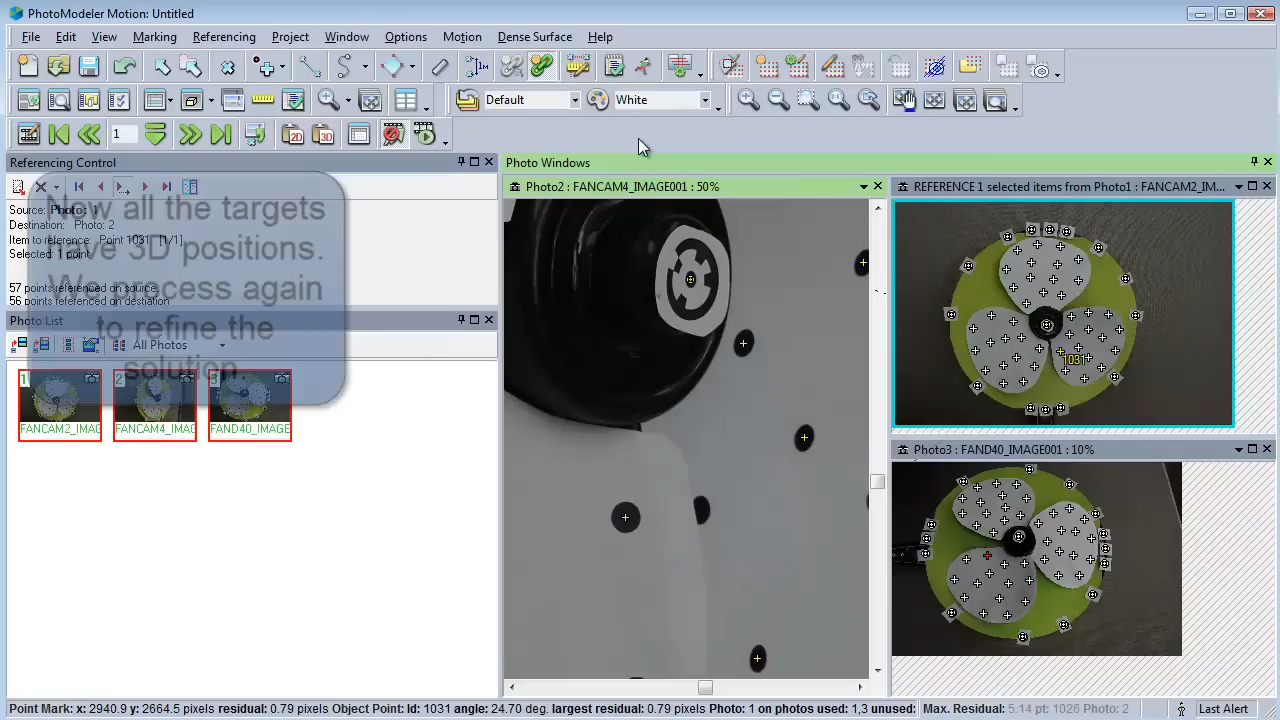 PhotoModeler Motion: Untitled
File Edit View Marking Referencing Project Window Options Motion Dense Surface Help
Default White
1
Referencing Control
Photo Windows
Source: Photo: 1
Destination: Photo: 2
Item to reference: Point 1031 [1/1]
Selected: 1 point
57 points referenced on source
56 points referenced on destiation
Now all the targets
have 3D positions.
We process again
to refine the
solution.
Photo List
All Photos
1 2 3
FANCAM2_IMAG FANCAM4_IMAG FAND40_IMAGE
Photo2 : FANCAM4_IMAGE001 : 50%
REFERENCE 1 selected items from Photo1 : FANCAM2_IM...
1031
Photo3 : FAND40_IMAGE001 : 10%
Point Mark: x: 2940.9 y: 2664.5 pixels residual: 0.79 pixels Object Point: Id: 1031 angle: 24.70 deg. largest residual: 0.79 Photo: 1 on photos used: 1,3 unused: Max. Residual: 5.14 pt: 1026 Photo: 2 Last Alert